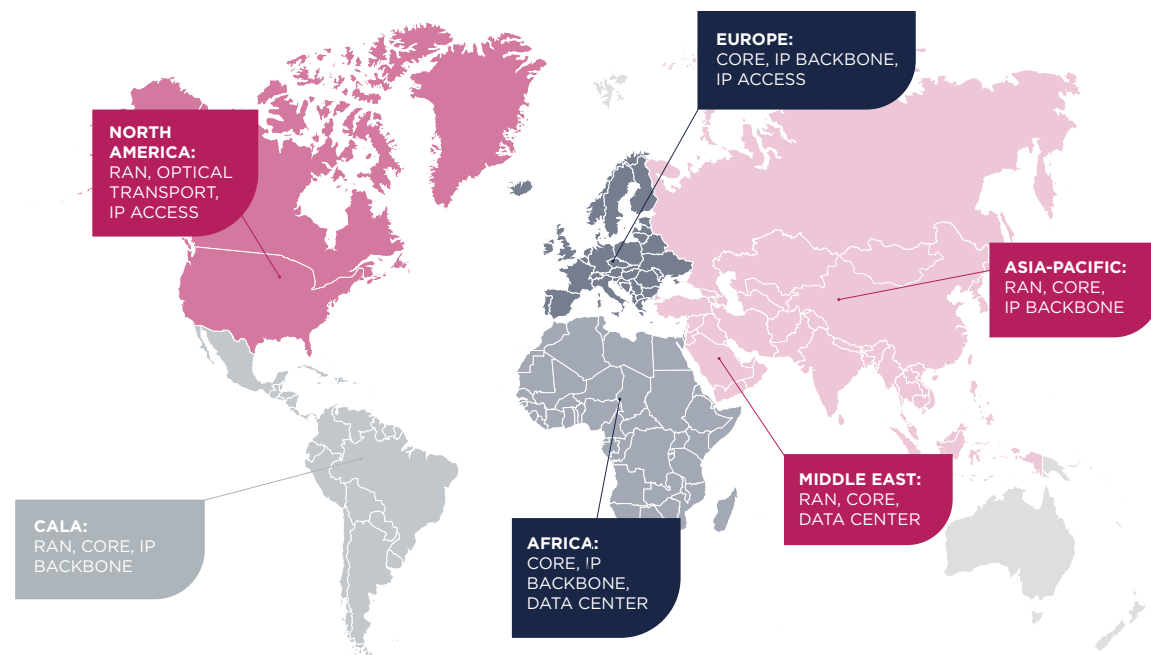 EUROPE:
CORE, IP BACKBONE,
IP ACCESS
NORTH
AMERICA:
RAN, OPTICAL
TRANSPORT,
IP ACCESS
ASIA-PACIFIC:
RAN, CORE,
IP BACKBONE
MIDDLE EAST:
RAN, CORE,
DATA CENTER
CALA:
RAN, CORE, IP
BACKBONE
AFRICA:
CORE, IP
BACKBONE,
DATA CENTER